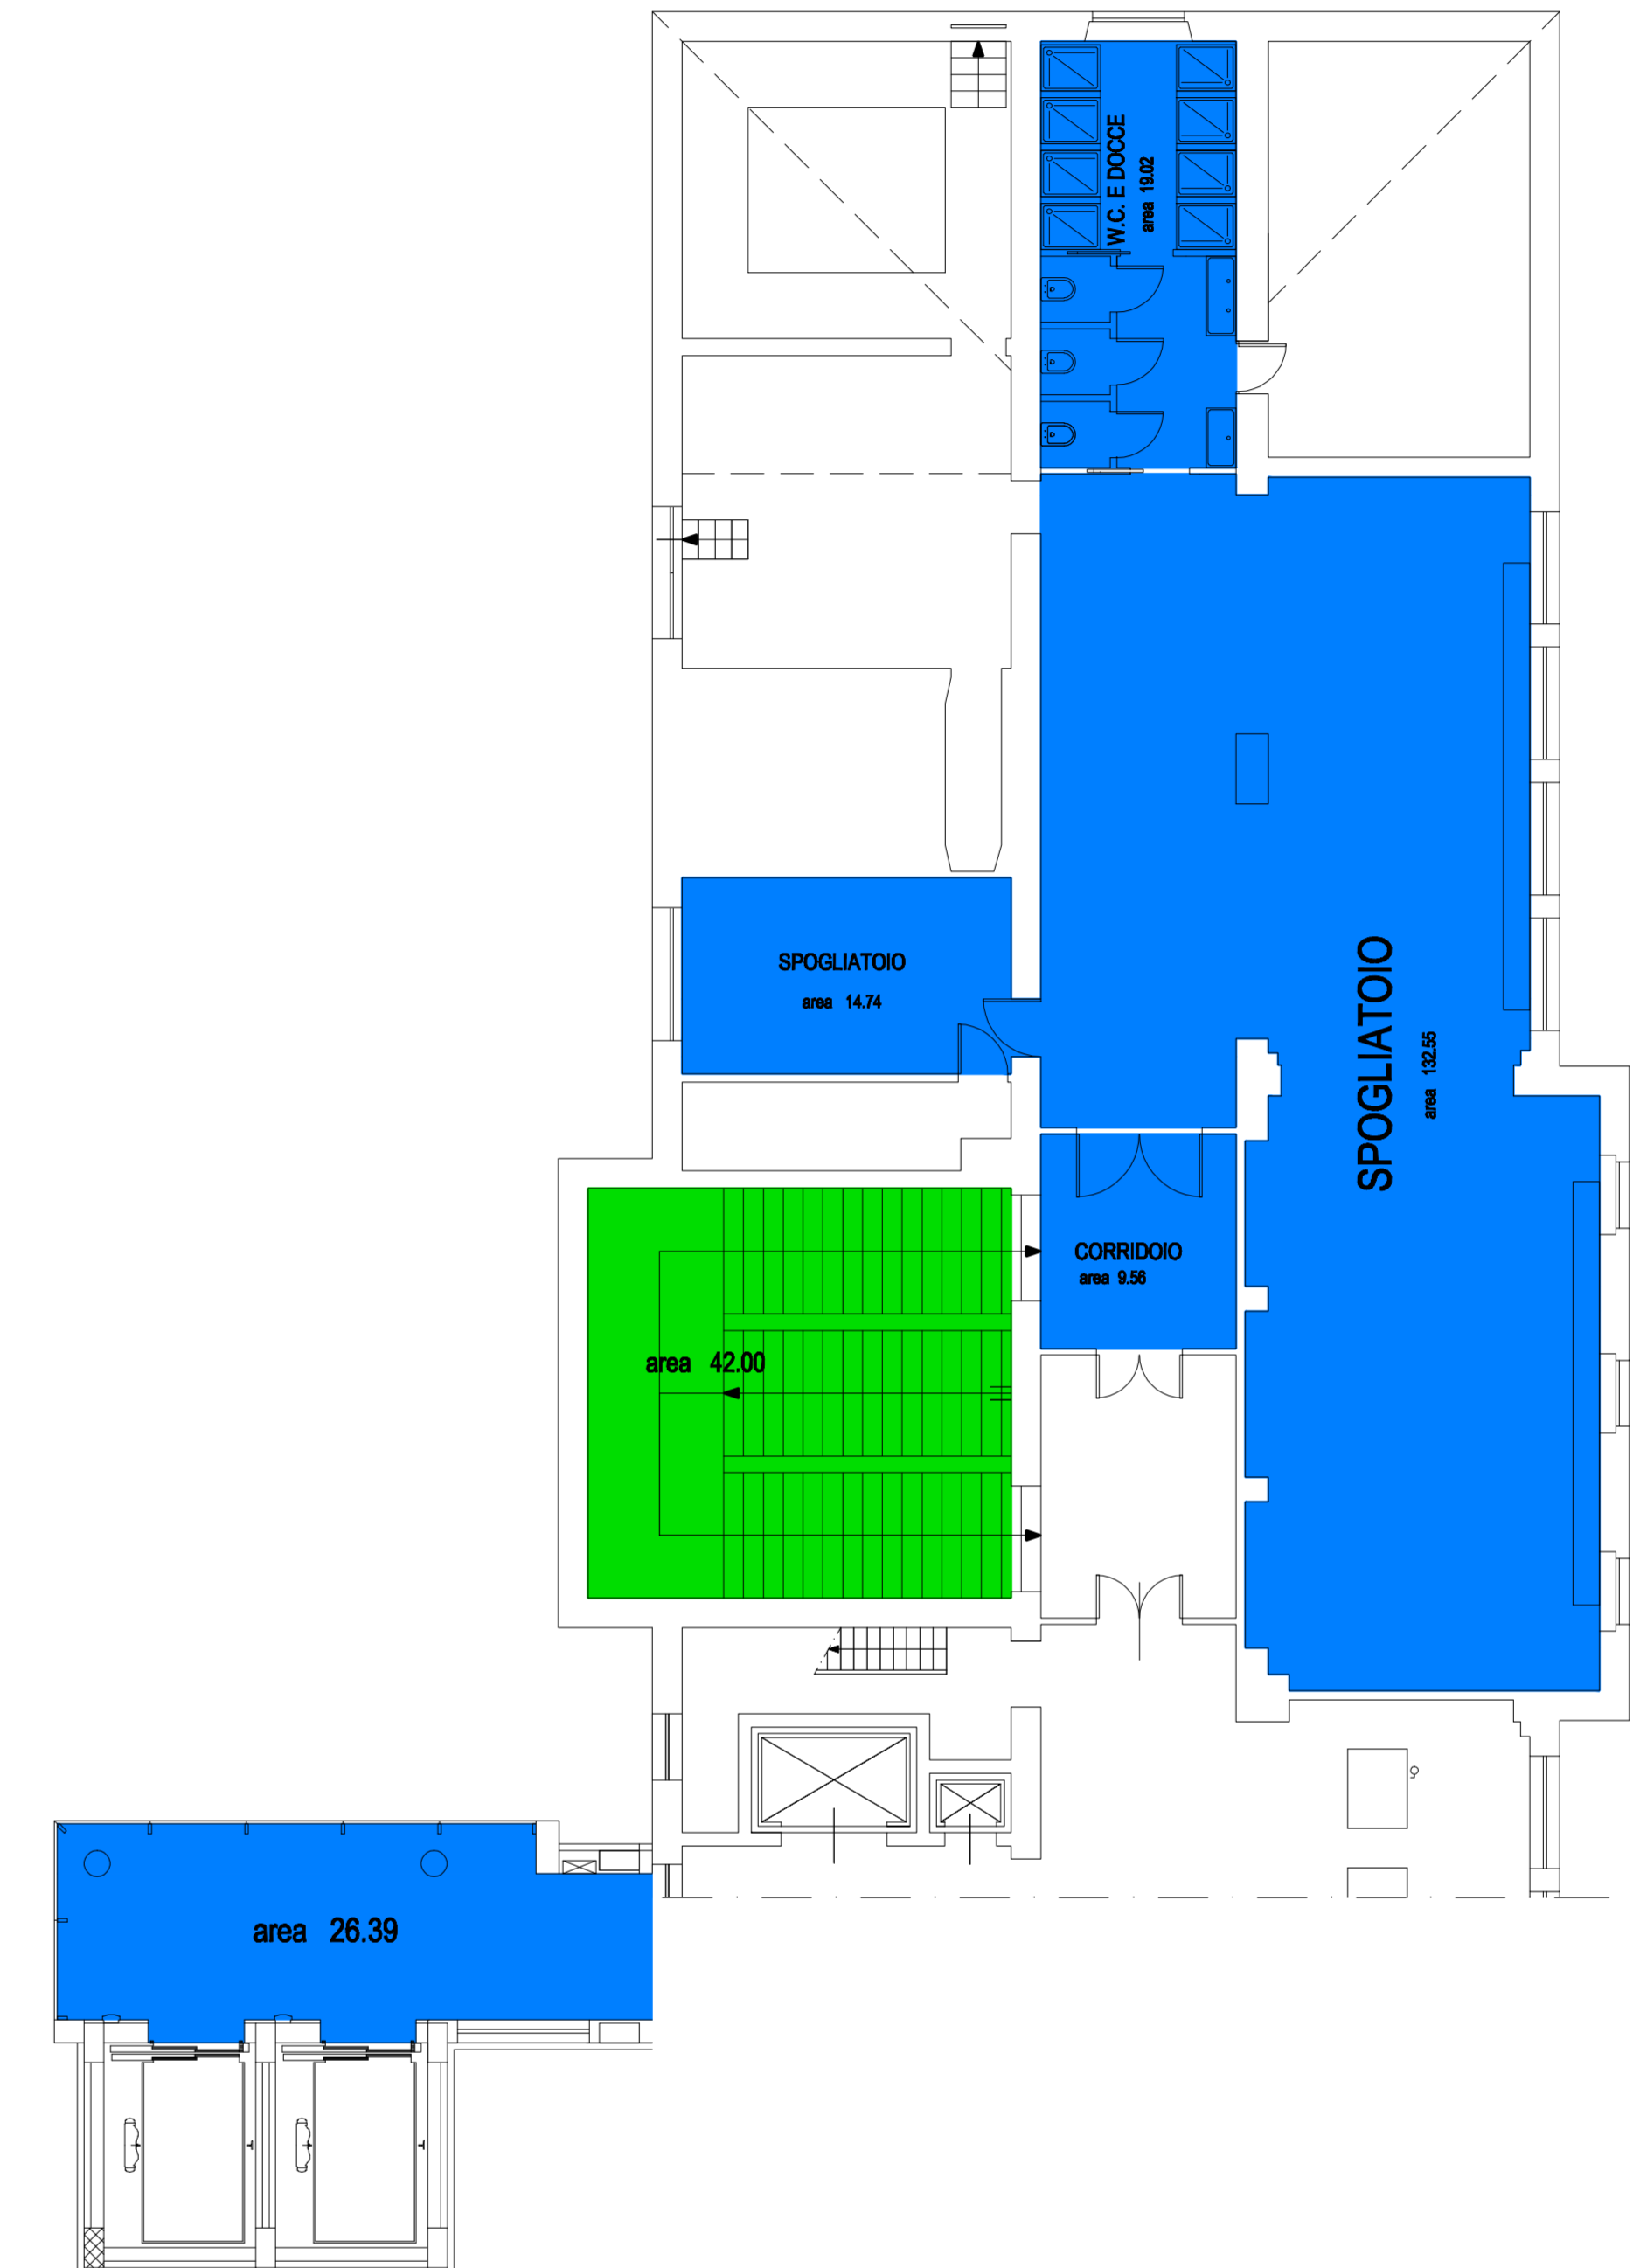 W.C. E DOCCE
area 19.02
SPOGLIATOIO
area 14.74
SPOGLIATOIO
area 132.55
CORRIDOIO
area 9.56
area 42.00
area 26.39